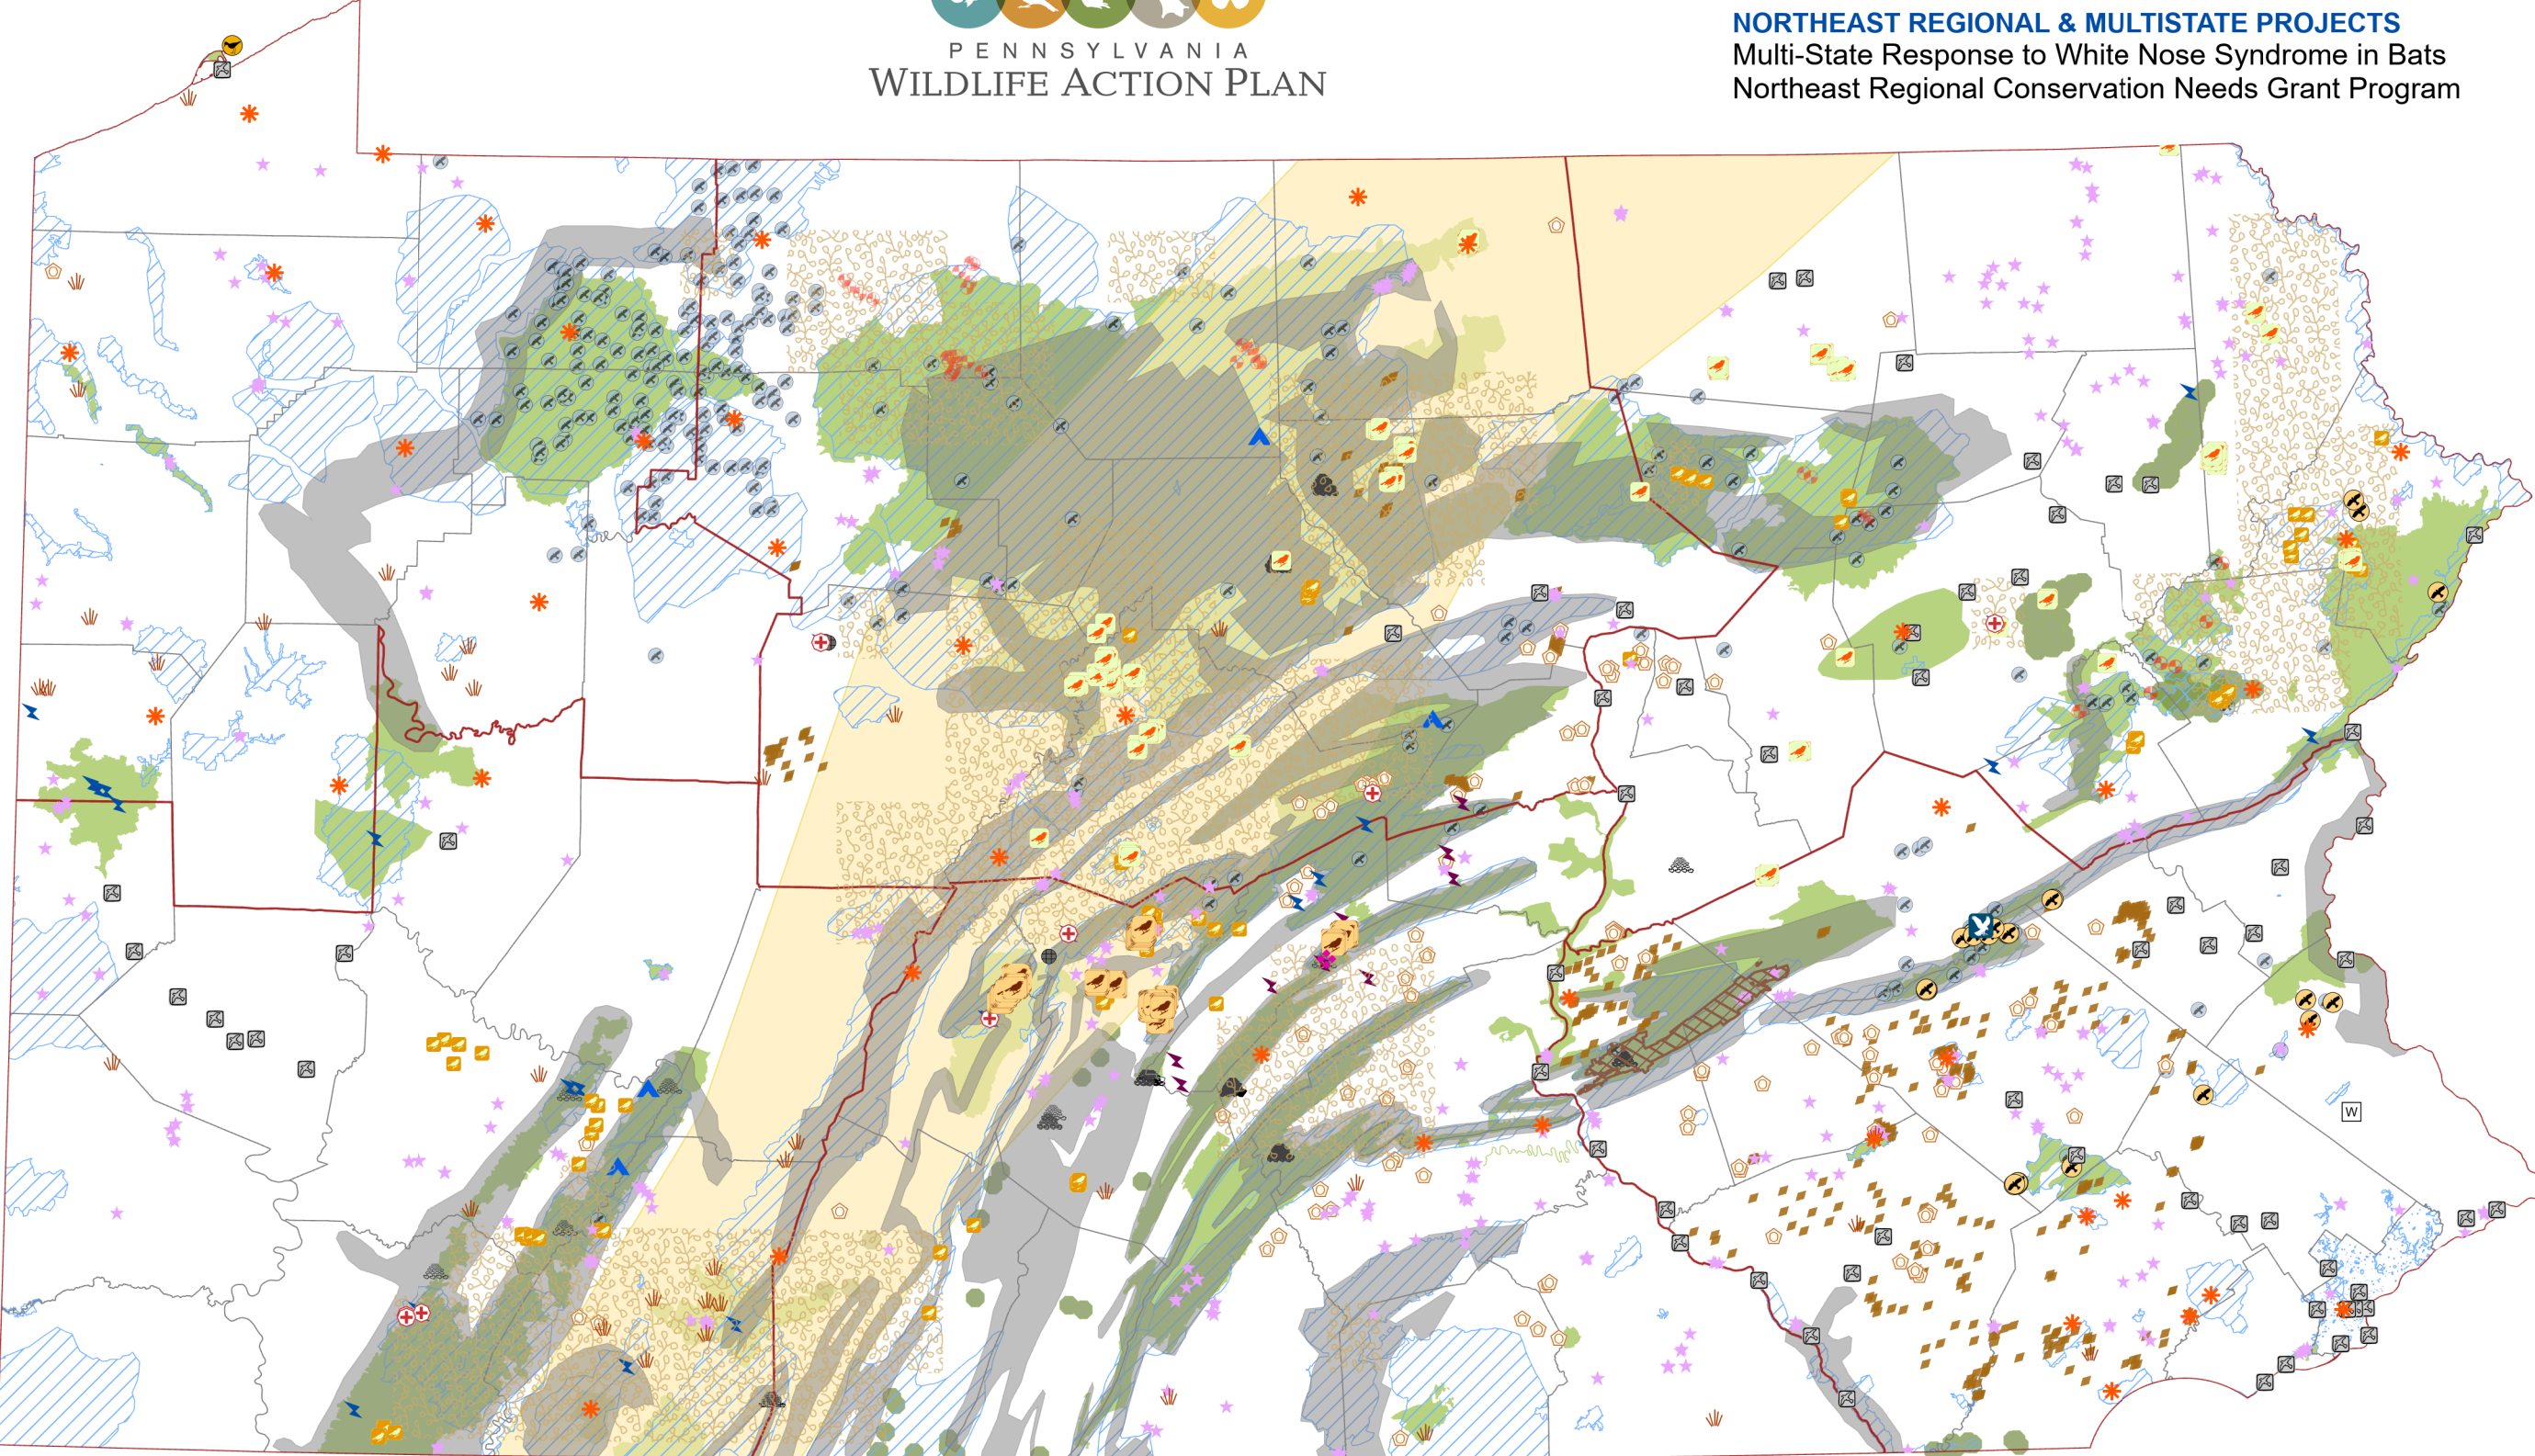 NORTHEAST REGIONAL & MULTISTATE PROJECTS
Multi-State Response to White Nose Syndrome in Bats
Northeast Regional Conservation Needs Grant Program
PENNSYLVANIA
WILDLIFE ACTION PLAN
W